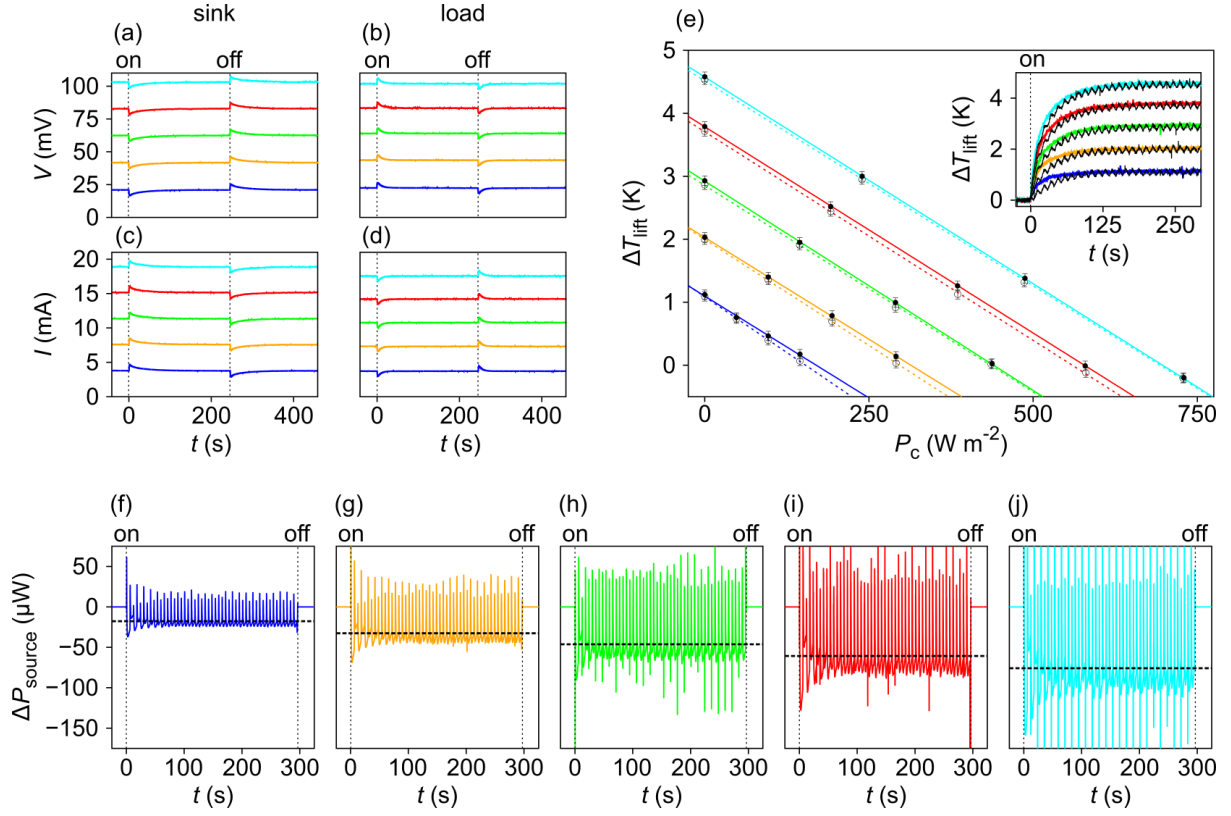 sink
load
(a)
(b)
(e)
on
off
on
off
V (mV)
100
75
50
25
0
(c)
(d)
I (mA)
20
15
10
5
0
0
200
400
0
200
400
t (s)
t (s)
ΔT_lift (K)
5
4
3
2
1
0
0
250
500
750
P_c (W m⁻²)
on
ΔT_lift (K)
4
2
0
0
125
250
t (s)
(f)
(g)
(h)
(i)
(j)
on
off
on
off
on
off
on
off
on
off
ΔP_source (µW)
50
0
−50
−100
−150
0
100
200
300
0
100
200
300
0
100
200
300
0
100
200
300
0
100
200
300
t (s)
t (s)
t (s)
t (s)
t (s)